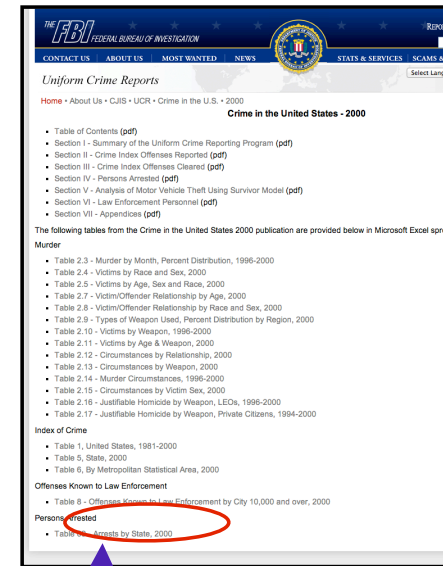 THE FBI FEDERAL BUREAU OF INVESTIGATION
REPO
CONTACT US ABOUT US MOST WANTED NEWS STATS & SERVICES SCAMS &
Uniform Crime Reports
Select Lang
Home • About Us • CJIS • UCR • Crime in the U.S. • 2000
Crime in the United States - 2000
Table of Contents (pdf)
Section I - Summary of the Uniform Crime Reporting Program (pdf)
Section II - Crime Index Offenses Reported (pdf)
Section III - Crime Index Offenses Cleared (pdf)
Section IV - Persons Arrested (pdf)
Section V - Analysis of Motor Vehicle Theft Using Survivor Model (pdf)
Section VI - Law Enforcement Personnel (pdf)
Section VII - Appendices (pdf)
The following tables from the Crime in the United States 2000 publication are provided below in Microsoft Excel spre
Murder
Table 2.3 - Murder by Month, Percent Distribution, 1996-2000
Table 2.4 - Victims by Race and Sex, 2000
Table 2.5 - Victims by Age, Sex and Race, 2000
Table 2.7 - Victim/Offender Relationship by Age, 2000
Table 2.8 - Victim/Offender Relationship by Race and Sex, 2000
Table 2.9 - Types of Weapon Used, Percent Distribution by Region, 2000
Table 2.10 - Victims by Weapon, 1996-2000
Table 2.11 - Victims by Age & Weapon, 2000
Table 2.12 - Circumstances by Relationship, 2000
Table 2.13 - Circumstances by Weapon, 2000
Table 2.14 - Murder Circumstances, 1996-2000
Table 2.15 - Circumstances by Victim Sex, 2000
Table 2.16 - Justifiable Homicide by Weapon, LEOs, 1996-2000
Table 2.17 - Justifiable Homicide by Weapon, Private Citizens, 1994-2000
Index of Crime
Table 1, United States, 1981-2000
Table 5, State, 2000
Table 6, By Metropolitan Statistical Area, 2000
Offenses Known to Law Enforcement
Table 8 - Offenses Known to Law Enforcement by City 10,000 and over, 2000
Persons Arrested
Table - Arrests by State, 2000